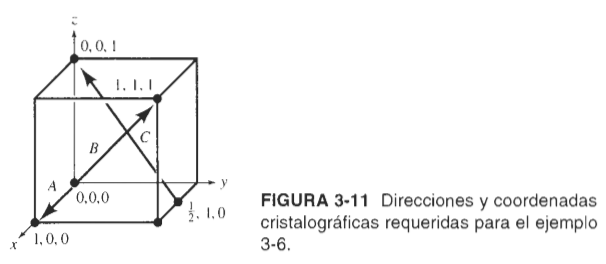 z
0, 0, 1
1, 1, 1
C
B
A
y
0,0,0
1/2, 1, 0
1, 0, 0
x
FIGURA 3-11 Direcciones y coordenadas
cristalográficas requeridas para el ejemplo
3-6.